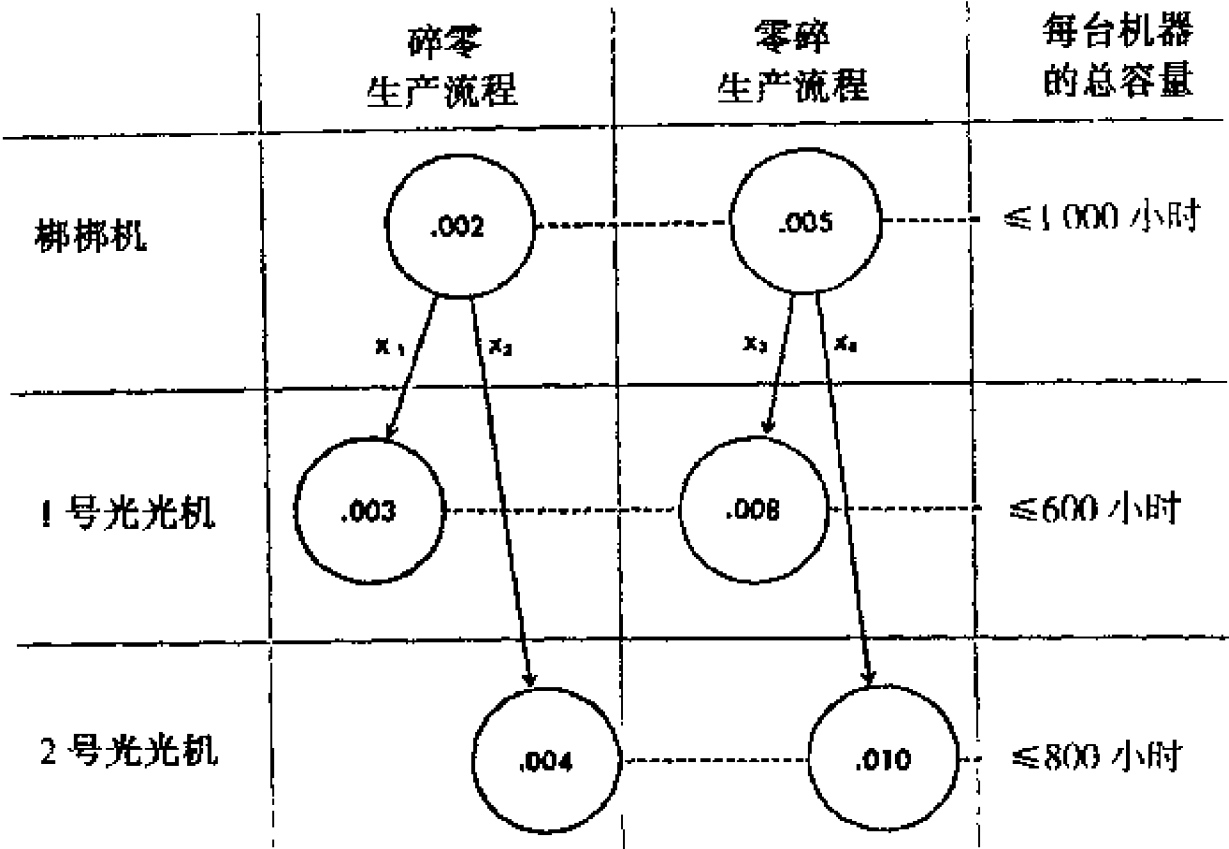 碎零
生产流程
零碎
生产流程
每台机器
的总容量
梆梆机
.002
.005
≤1 000 小时
x₁
x₂
x₃
x₄
1 号光光机
.003
.008
≤600 小时
2 号光光机
.004
.010
≤800 小时